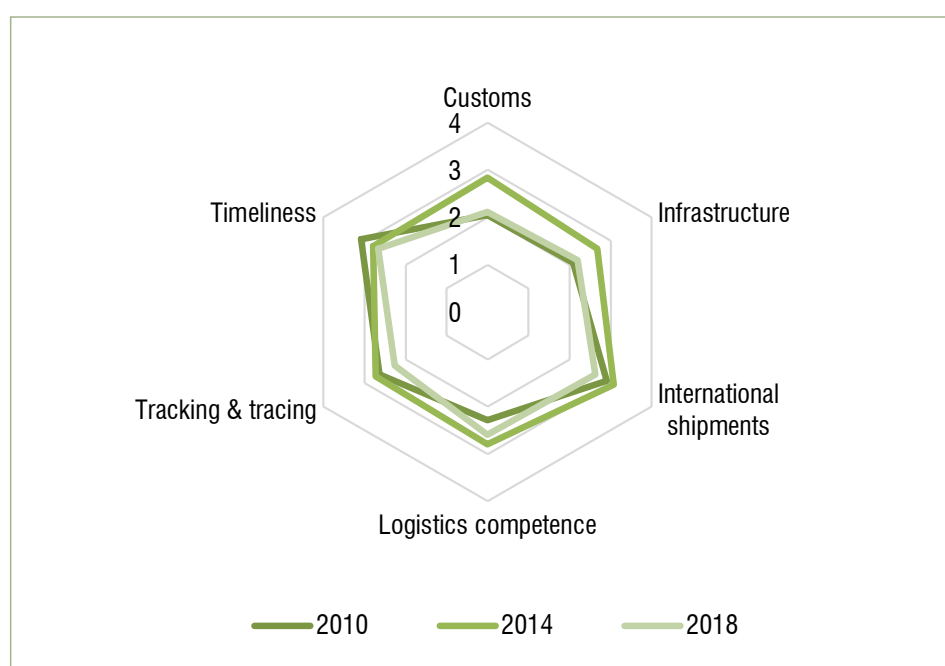 Customs
4
3
2
1
0
Timeliness
Infrastructure
Tracking & tracing
International
shipments
Logistics competence
2010
2014
2018